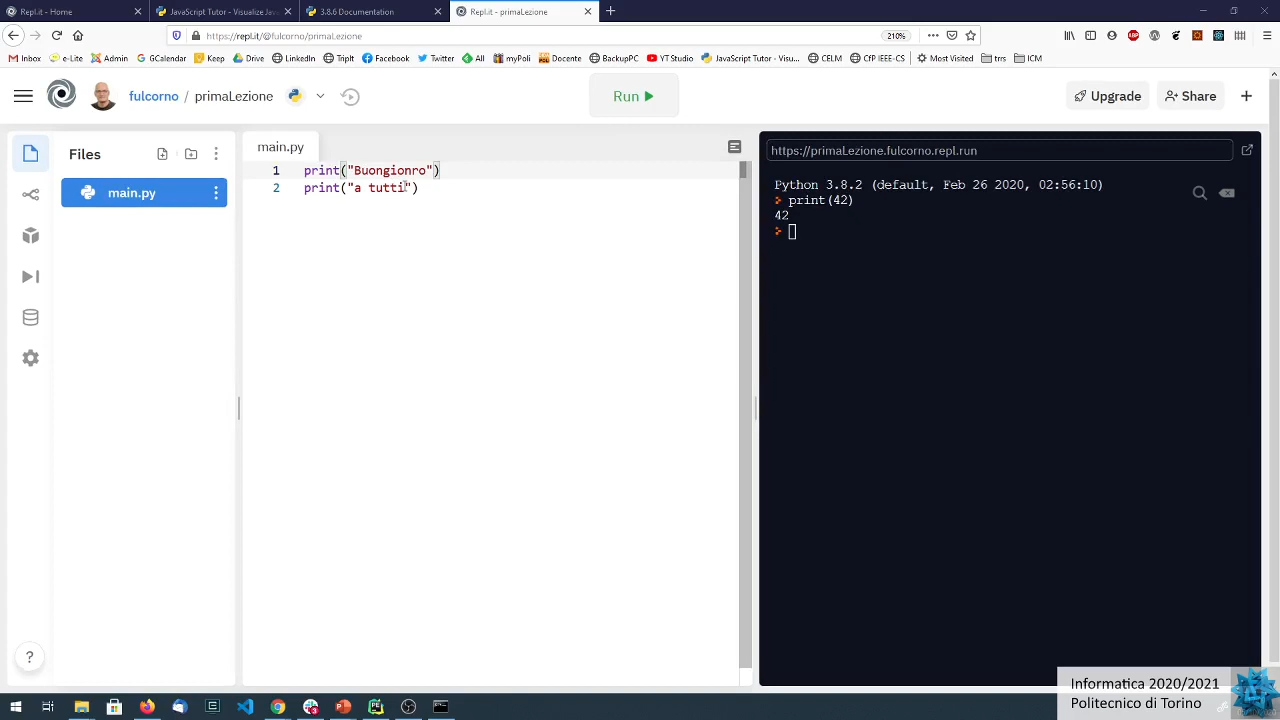 Repl.it - Home
JavaScript Tutor - Visualize Java
3.8.6 Documentation
Repl.it - primaLezione
https://repl.it/@fulcorno/primaLezione
210%
Inbox
e-Lite
Admin
GCalendar
Keep
Drive
LinkedIn
TripIt
Facebook
Twitter
All
myPoli
Docente
BackupPC
YT Studio
JavaScript Tutor - Visu...
CELM
CfP IEEE-CS
Most Visited
trrs
ICM
fulcorno / primaLezione
Run
Upgrade
Share
Files
main.py
main.py
1 print("Buongionro")
2 print("a tutti")
https://primaLezione.fulcorno.repl.run
Python 3.8.2 (default, Feb 26 2020, 02:56:10)
> print(42)
42
>
?
Informatica 2020/2021
Politecnico di Torino